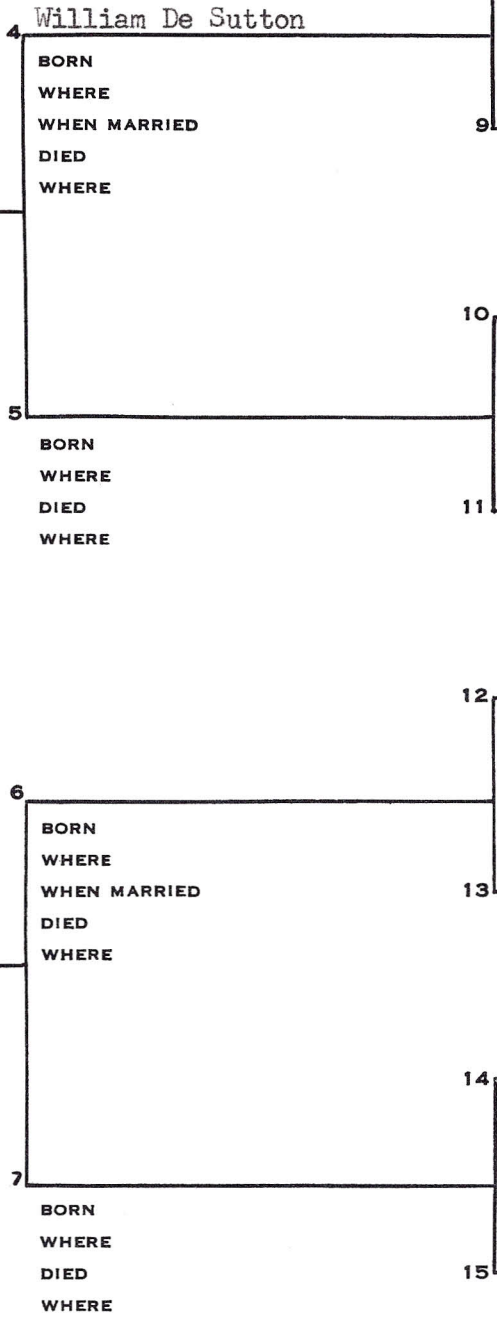 William De Sutton
4
BORN
WHERE
WHEN MARRIED
9
DIED
WHERE
10
5
BORN
WHERE
DIED
11
WHERE
12
6
BORN
WHERE
WHEN MARRIED
13
DIED
WHERE
14
7
BORN
WHERE
DIED
15
WHERE